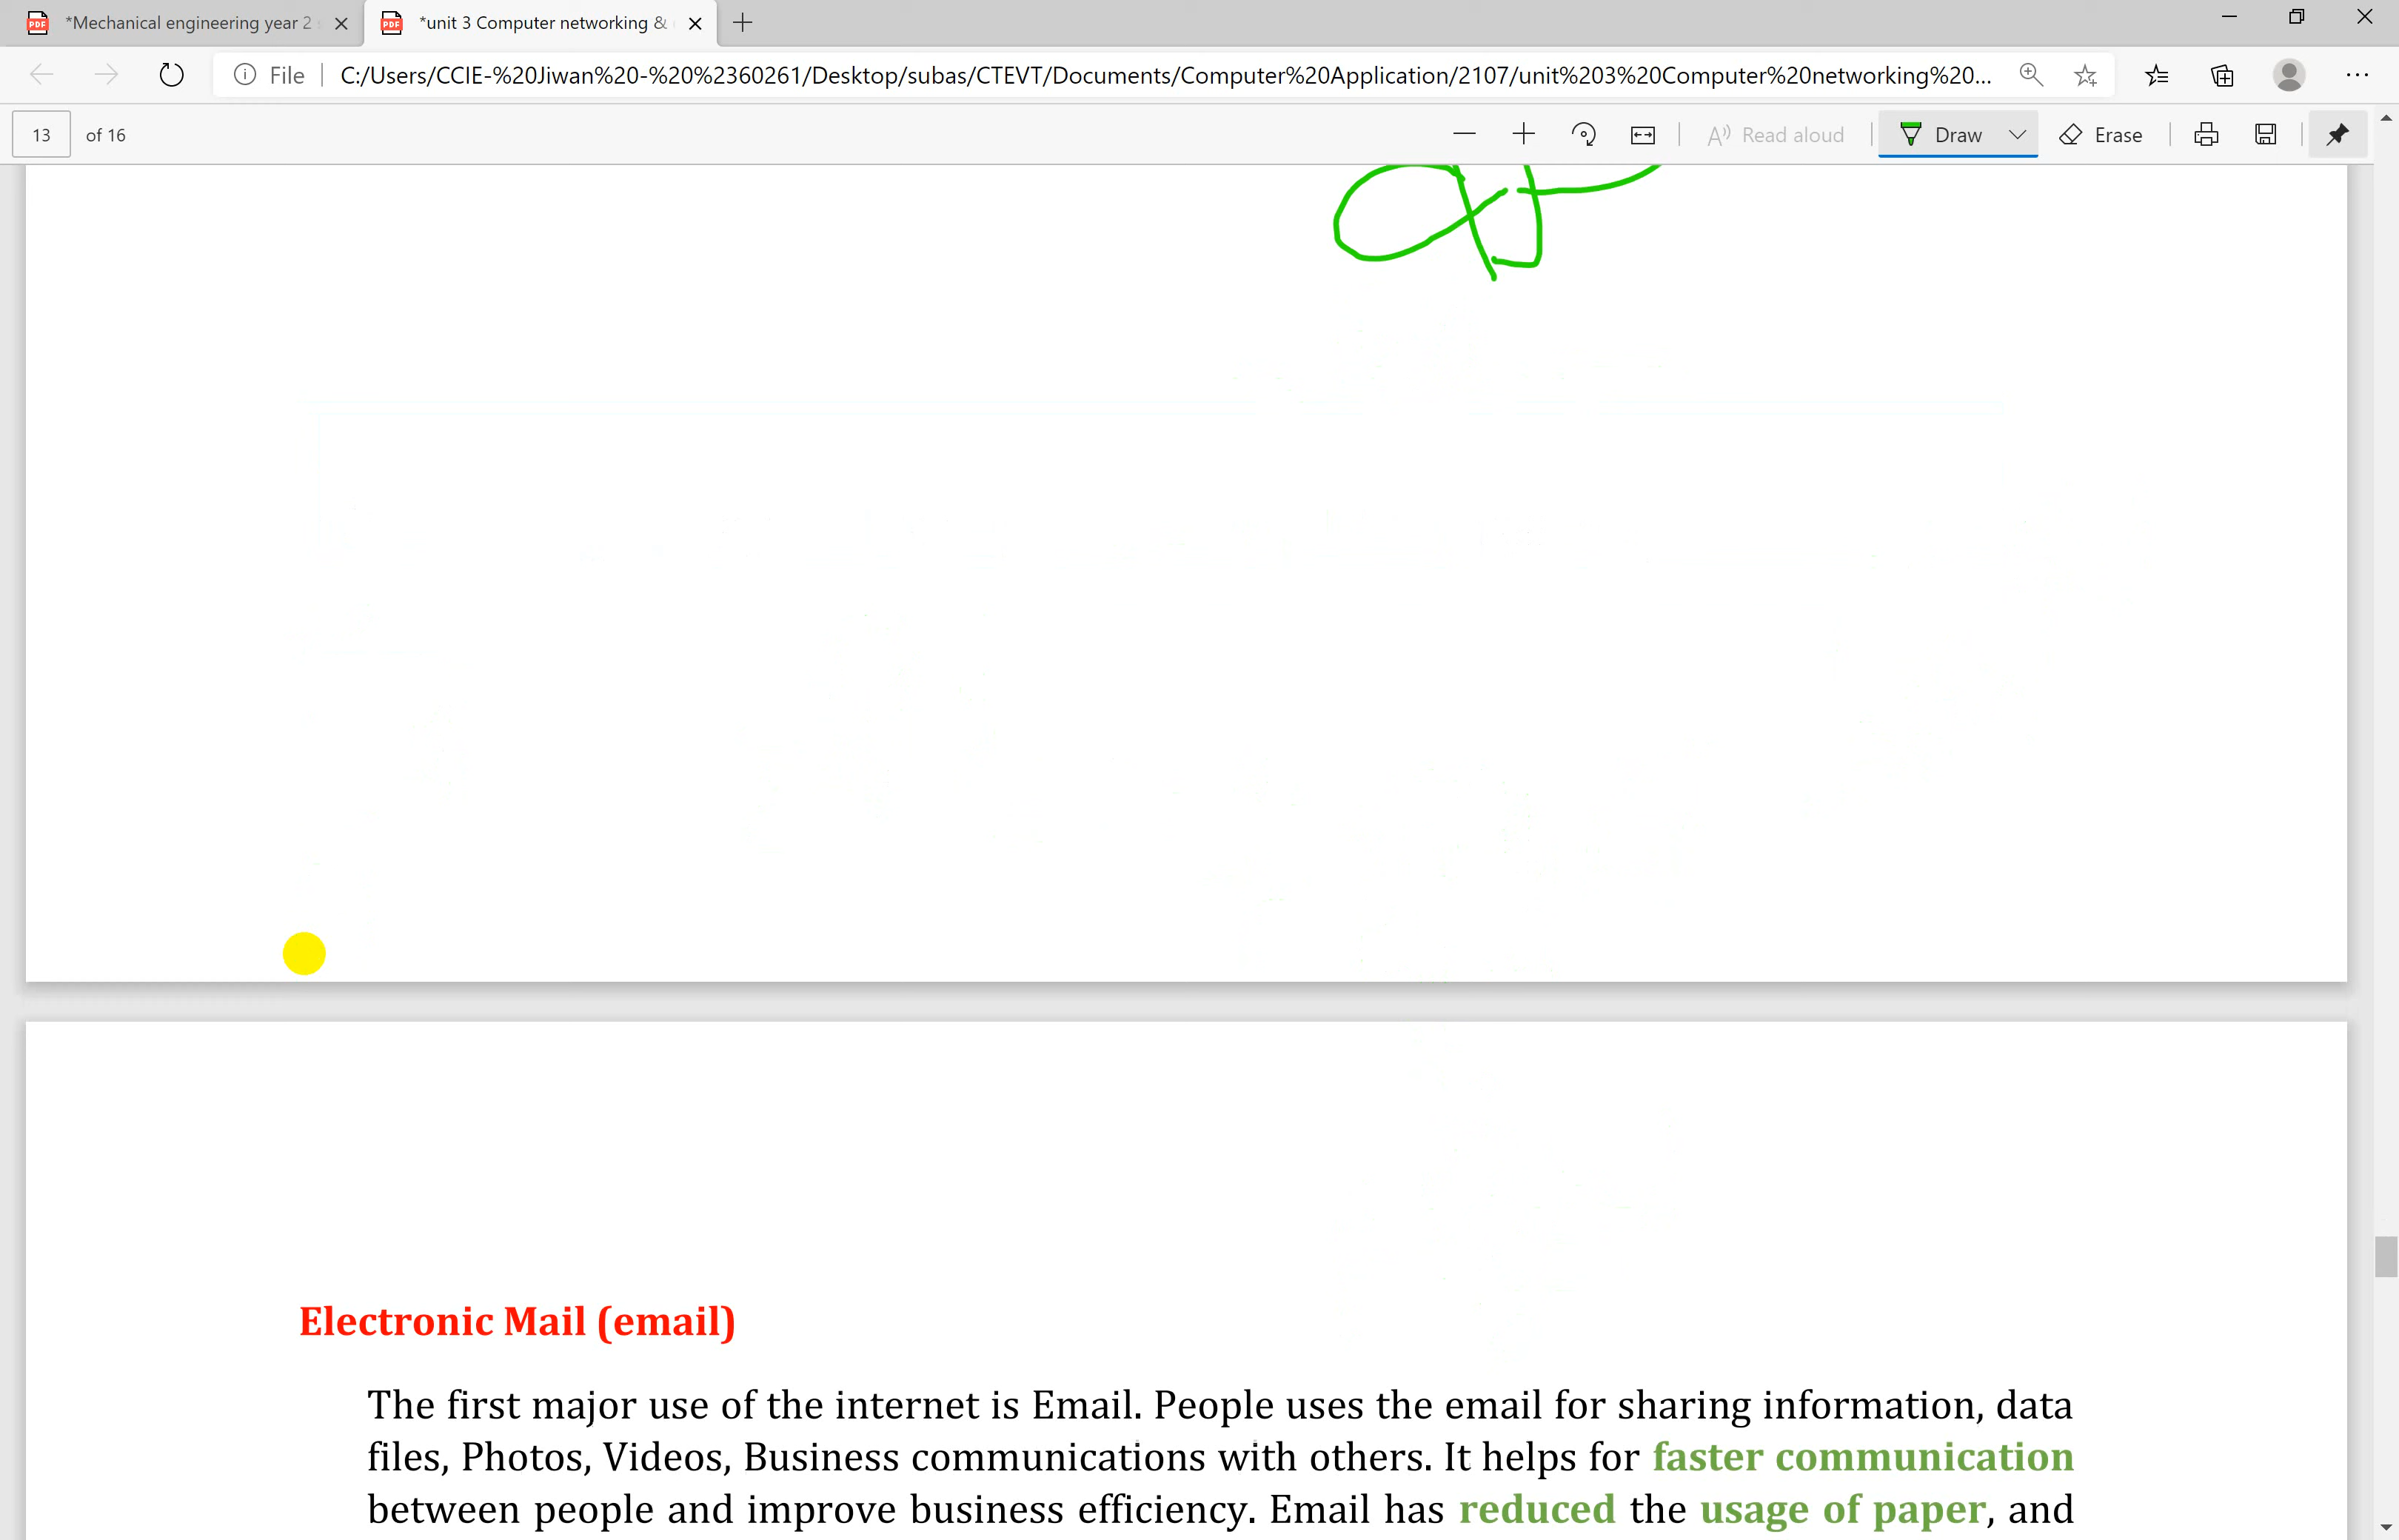 *Mechanical engineering year 2
*unit 3 Computer networking &
File
C:/Users/CCIE-%20Jiwan%20-%20%2360261/Desktop/subas/CTEVT/Documents/Computer%20Application/2107/unit%203%20Computer%20networking%20...
13 of 16
Read aloud
Draw
Erase
Electronic Mail (email)
The first major use of the internet is Email. People uses the email for sharing information, data
files, Photos, Videos, Business communications with others. It helps for faster communication
between people and improve business efficiency. Email has reduced the usage of paper, and